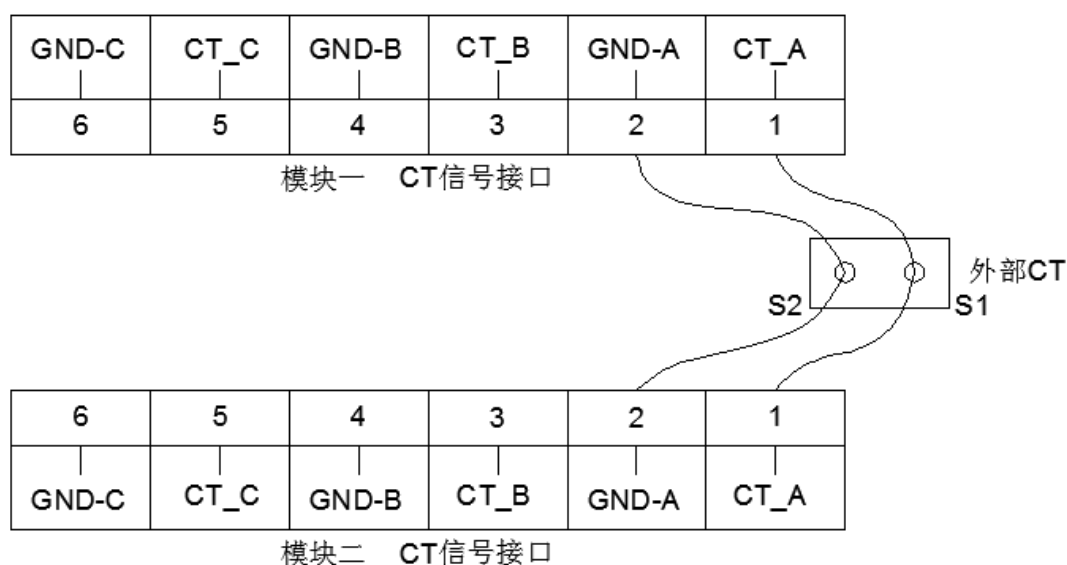 GND-C CT_C GND-B CT_B GND-A CT_A
6 5 4 3 2 1
模块一 CT信号接口
外部CT
S2 S1
6 5 4 3 2 1
GND-C CT_C GND-B CT_B GND-A CT_A
模块二 CT信号接口